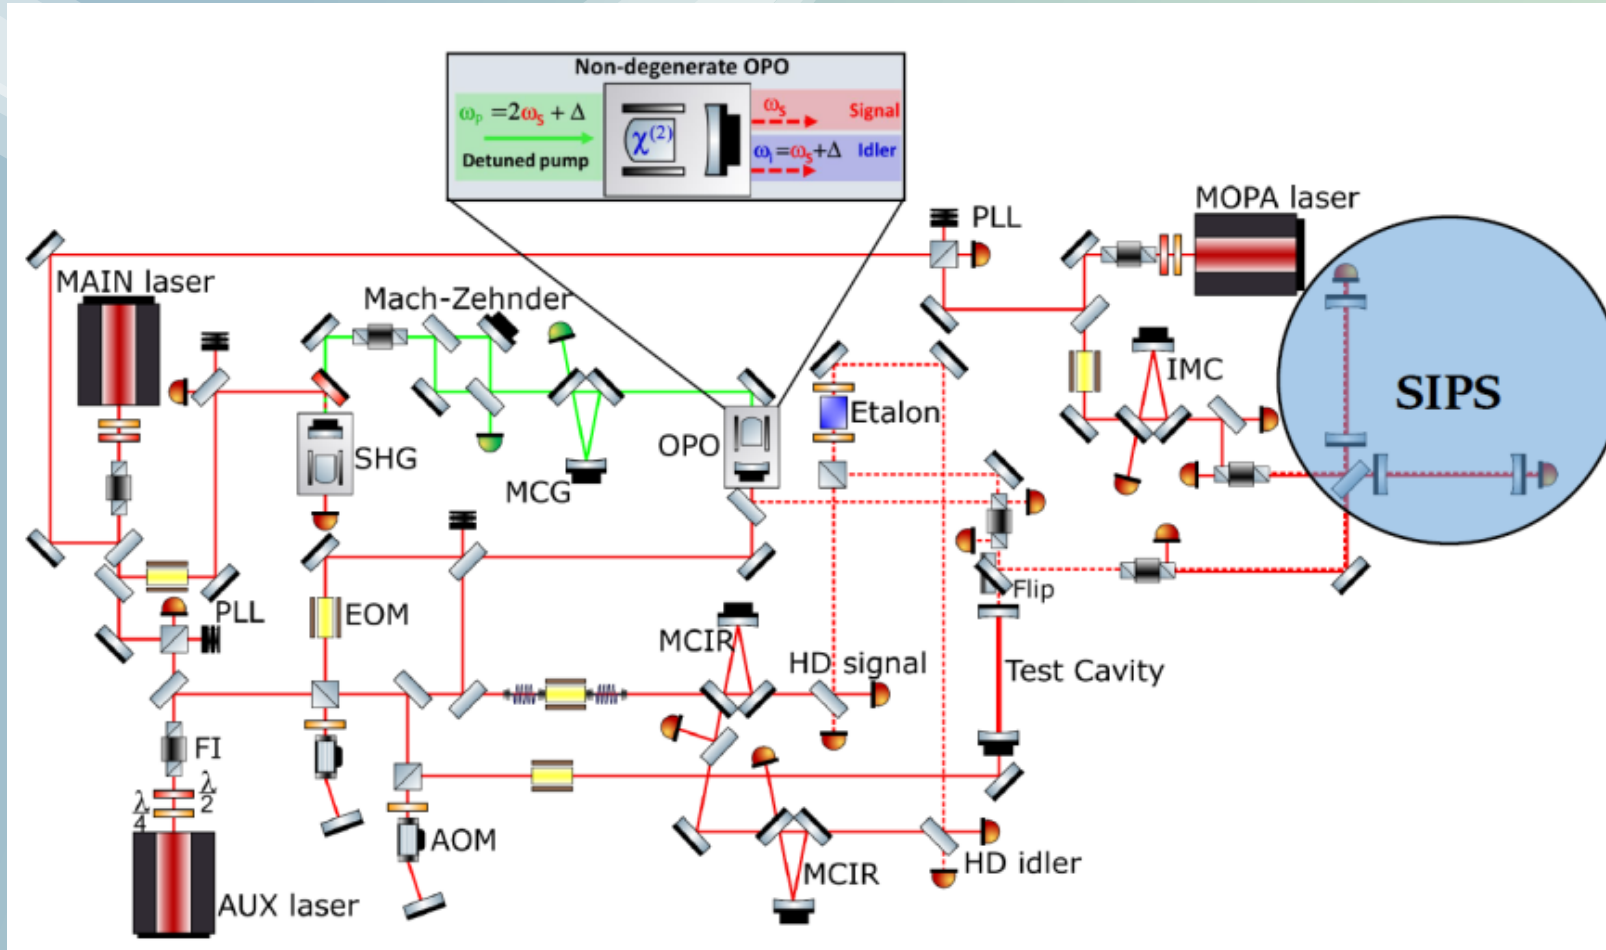 Non-degenerate OPO
ωₚ =2ωₛ + Δ
Detuned pump
χ⁽²⁾
ωₛ
Signal
ωᵢ=ωₛ+Δ
Idler
PLL
MOPA laser
MAIN laser
Mach-Zehnder
IMC
SIPS
Etalon
OPO
SHG
MCG
Flip
PLL
EOM
MCIR
HD signal
Test Cavity
FI
λ/2
λ/4
AOM
MCIR
HD idler
AUX laser